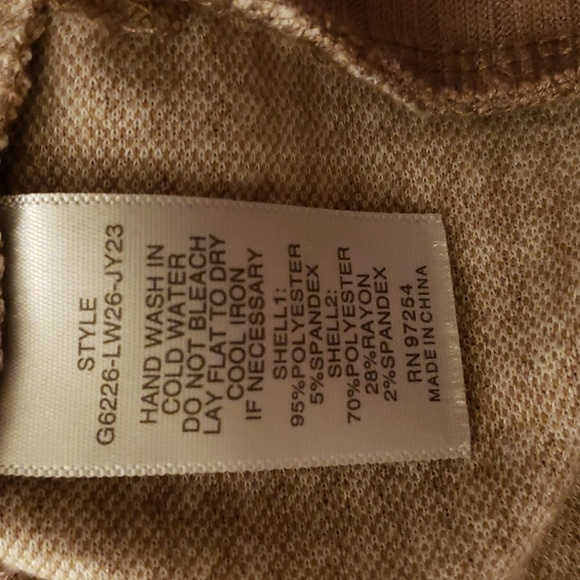 STYLE
G6226-LW26-JY23
HAND WASH IN
COLD WATER
DO NOT BLEACH
LAY FLAT TO DRY
COOL IRON
IF NECESSARY
SHELL1:
95%POLYESTER
5%SPANDEX
SHELL2:
70%POLYESTER
28%RAYON
2%SPANDEX
RN 97254
MADE IN CHINA